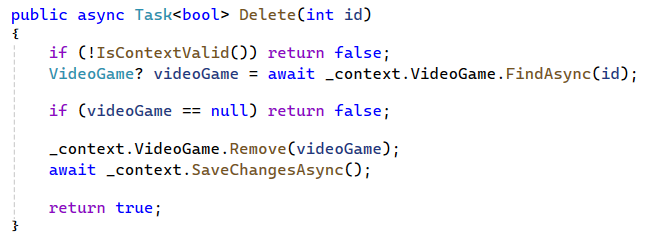 public async Task<bool> Delete(int id)
{
if (!IsContextValid()) return false;
VideoGame? videoGame = await _context.VideoGame.FindAsync(id);
if (videoGame == null) return false;
_context.VideoGame.Remove(videoGame);
await _context.SaveChangesAsync();
return true;
}